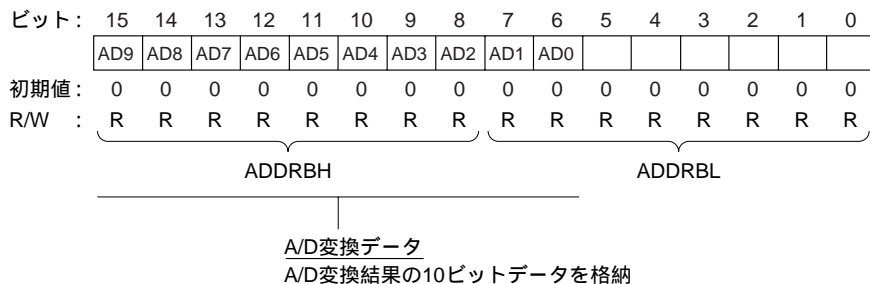 ビット: 15 14 13 12 11 10 9 8 7 6 5 4 3 2 1 0
AD9 AD8 AD7 AD6 AD5 AD4 AD3 AD2 AD1 AD0
初期値: 0 0 0 0 0 0 0 0 0 0 0 0 0 0 0 0
R/W : R R R R R R R R R R R R R R R R
ADDRBH ADDRBL
A/D変換データ
A/D変換結果の10ビットデータを格納